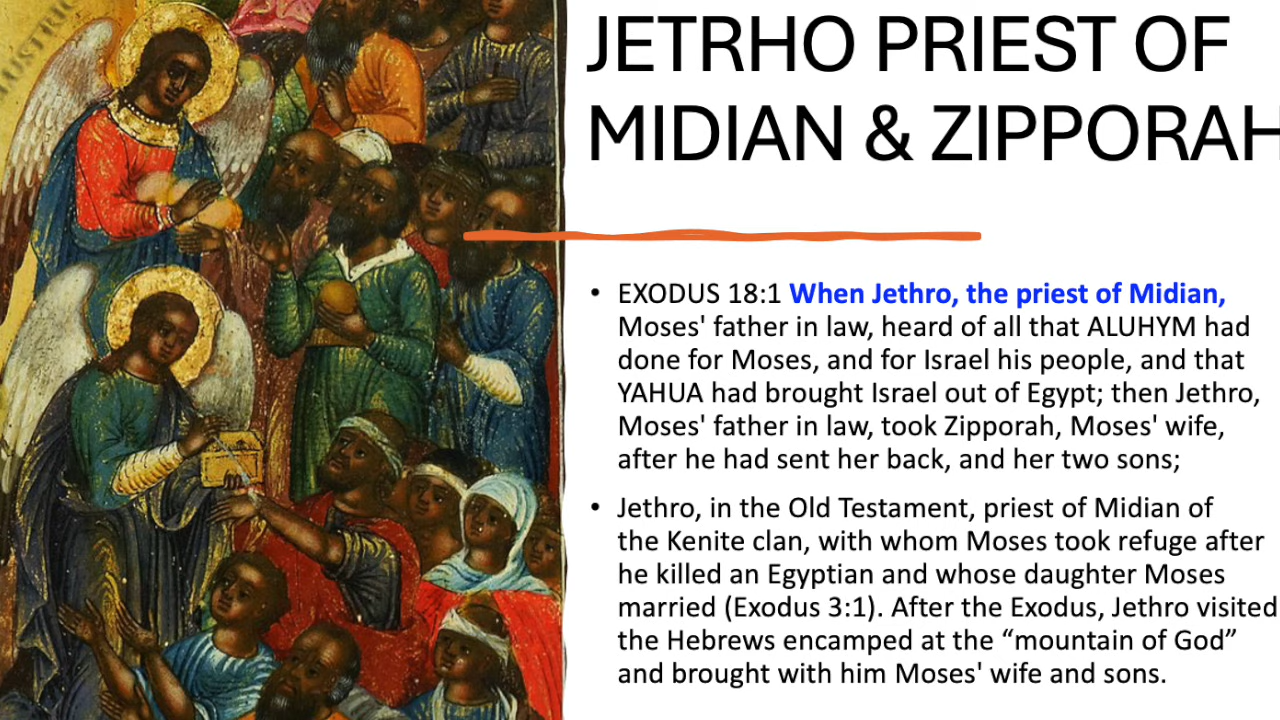 JETRHO PRIEST OF
MIDIAN & ZIPPORAH
• EXODUS 18:1 When Jethro, the priest of Midian,
Moses' father in law, heard of all that ALUHYM had
done for Moses, and for Israel his people, and that
YAHUA had brought Israel out of Egypt; then Jethro,
Moses' father in law, took Zipporah, Moses' wife,
after he had sent her back, and her two sons;
• Jethro, in the Old Testament, priest of Midian of
the Kenite clan, with whom Moses took refuge after
he killed an Egyptian and whose daughter Moses
married (Exodus 3:1). After the Exodus, Jethro visited
the Hebrews encamped at the “mountain of God”
and brought with him Moses' wife and sons.